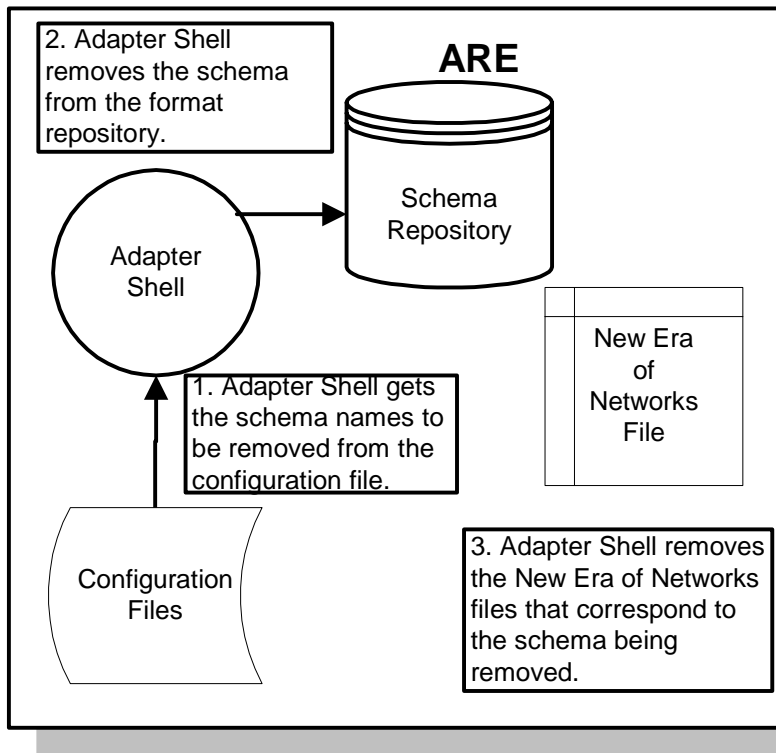 2. Adapter Shell
removes the schema
from the format
repository.
ARE
Schema
Repository
Adapter
Shell
New Era
of
Networks
File
1. Adapter Shell gets
the schema names to
be removed from the
configuration file.
Configuration
Files
3. Adapter Shell removes
the New Era of Networks
files that correspond to
the schema being
removed.